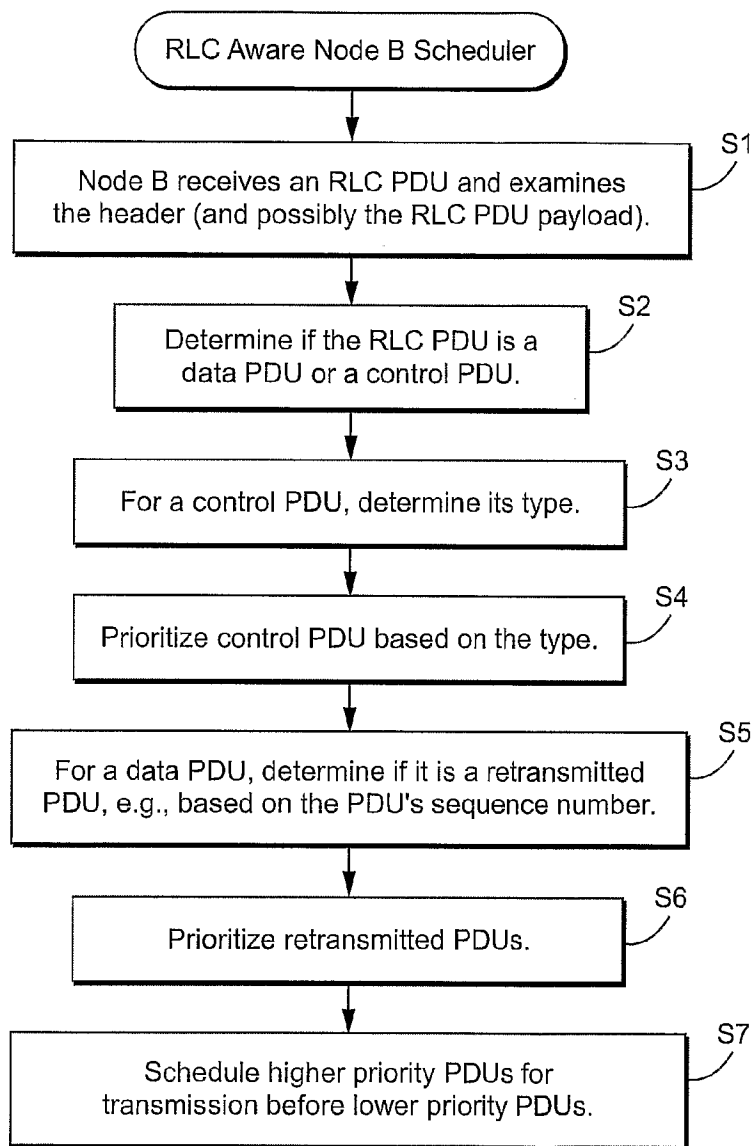 RLC Aware Node B Scheduler
S1
Node B receives an RLC PDU and examines
the header (and possibly the RLC PDU payload).
S2
Determine if the RLC PDU is a
data PDU or a control PDU.
S3
For a control PDU, determine its type.
S4
Prioritize control PDU based on the type.
S5
For a data PDU, determine if it is a retransmitted
PDU, e.g., based on the PDU's sequence number.
S6
Prioritize retransmitted PDUs.
S7
Schedule higher priority PDUs for
transmission before lower priority PDUs.